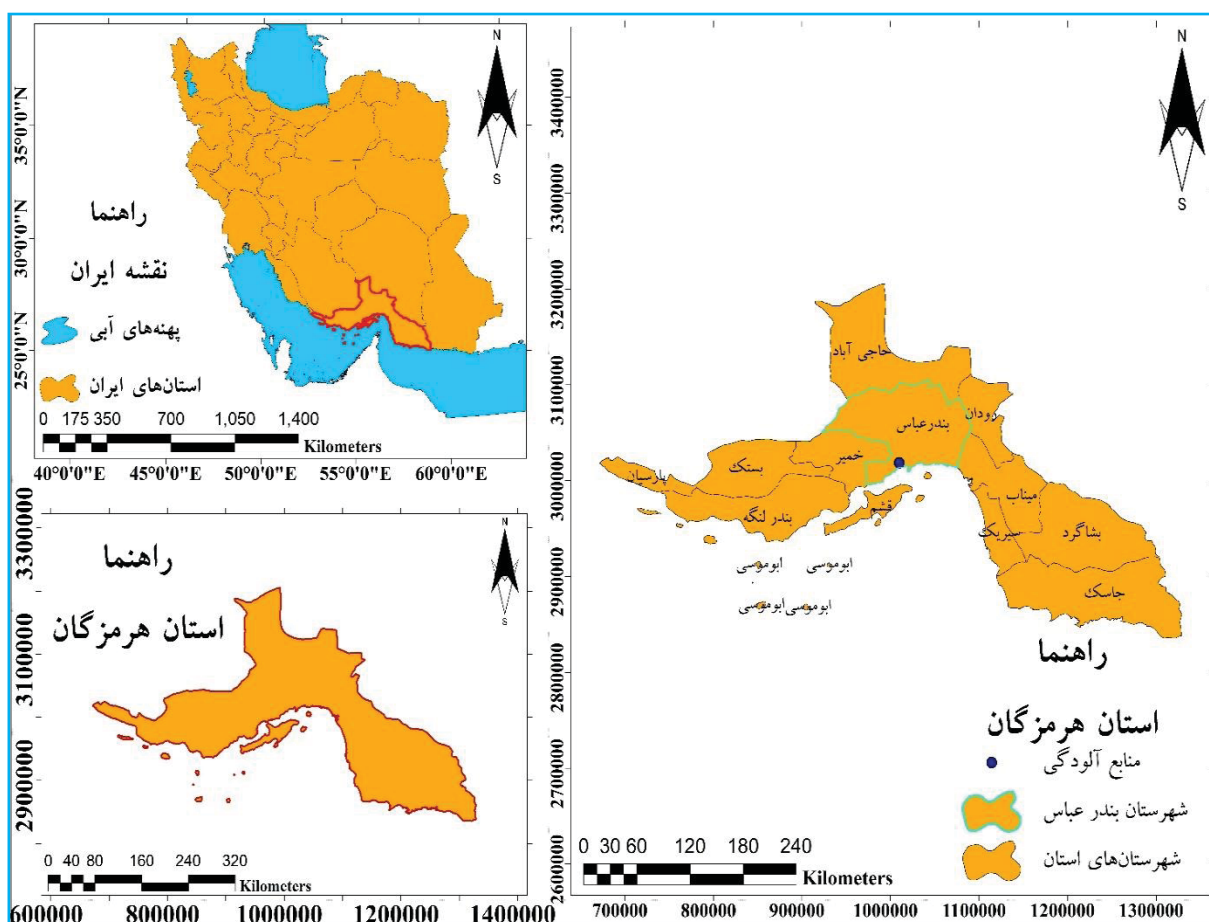 N
S
35°0'0"N
30°0'0"N
25°0'0"N
راهنما
نقشه ایران
پهنه‌های آبی
استان‌های ایران
0 175 350 700 1,050 1,400
Kilometers
40°0'0"E 45°0'0"E 50°0'0"E 55°0'0"E 60°0'0"E
N
S
3300000
3100000
2900000
راهنما
استان هرمزگان
0 40 80 160 240 320
Kilometers
600000 800000 1000000 1200000 1400000
N
S
3400000
3300000
3200000
3100000
3000000
2900000
2800000
2700000
2600000
حاجی آباد
رودان
بندرعباس
خمیر
بستک
پارسیان
میناب
قشم
بندر لنگه
سیریک
بشاگرد
ابوموسی
ابوموسی
جاسک
ابوموسی
ابوموسی
راهنما
استان هرمزگان
منابع آلودگی
شهرستان بندر عباس
شهرستان‌های استان
0 30 60 120 180 240
Kilometers
700000 800000 900000 1000000 1100000 1200000 1300000